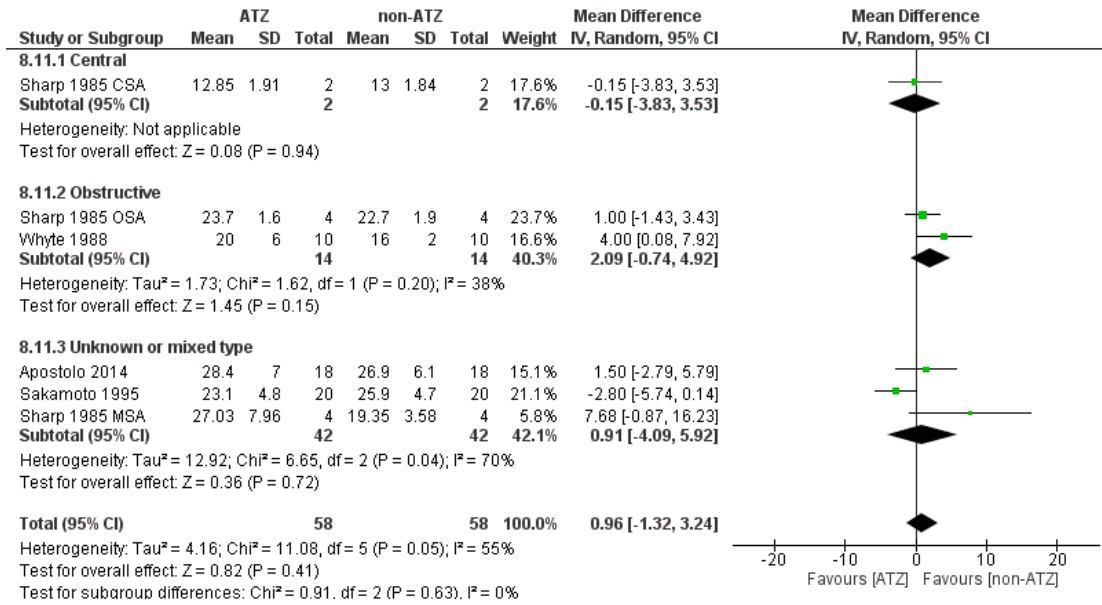 ATZ non-ATZ Mean Difference Mean Difference
Study or Subgroup Mean SD Total Mean SD Total Weight IV, Random, 95% CI IV, Random, 95% CI
8.11.1 Central
Sharp 1985 CSA 12.85 1.91 2 13 1.84 2 17.6% -0.15 [-3.83, 3.53]
Subtotal (95% CI) 2 2 17.6% -0.15 [-3.83, 3.53]
Heterogeneity: Not applicable
Test for overall effect: Z = 0.08 (P = 0.94)
8.11.2 Obstructive
Sharp 1985 OSA 23.7 1.6 4 22.7 1.9 4 23.7% 1.00 [-1.43, 3.43]
Whyte 1988 20 6 10 16 2 10 16.6% 4.00 [0.08, 7.92]
Subtotal (95% CI) 14 14 40.3% 2.09 [-0.74, 4.92]
Heterogeneity: Tau² = 1.73; Chi² = 1.62, df = 1 (P = 0.20); I² = 38%
Test for overall effect: Z = 1.45 (P = 0.15)
8.11.3 Unknown or mixed type
Apostolo 2014 28.4 7 18 26.9 6.1 18 15.1% 1.50 [-2.79, 5.79]
Sakamoto 1995 23.1 4.8 20 25.9 4.7 20 21.1% -2.80 [-5.74, 0.14]
Sharp 1985 MSA 27.03 7.96 4 19.35 3.58 4 5.8% 7.68 [-0.87, 16.23]
Subtotal (95% CI) 42 42 42.1% 0.91 [-4.09, 5.92]
Heterogeneity: Tau² = 12.92; Chi² = 6.65, df = 2 (P = 0.04); I² = 70%
Test for overall effect: Z = 0.36 (P = 0.72)
Total (95% CI) 58 58 100.0% 0.96 [-1.32, 3.24]
Heterogeneity: Tau² = 4.16; Chi² = 11.08, df = 5 (P = 0.05); I² = 55%
Test for overall effect: Z = 0.82 (P = 0.41)
Test for subgroup differences: Chi² = 0.91, df = 2 (P = 0.63), I² = 0%
-20 -10 0 10 20
Favours [ATZ] Favours [non-ATZ]